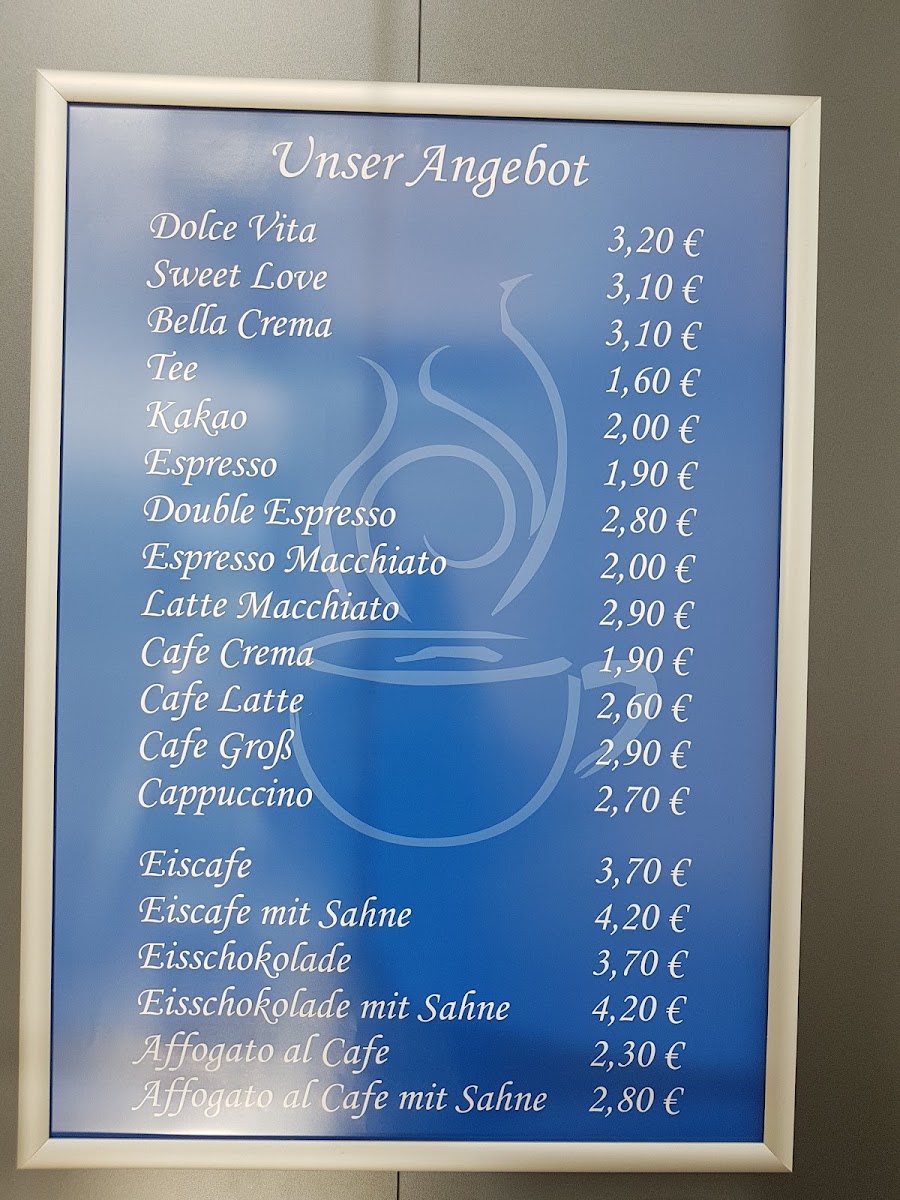 Unser Angebot
Dolce Vita 3,20 €
Sweet Love 3,10 €
Bella Crema 3,10 €
Tee 1,60 €
Kakao 2,00 €
Espresso 1,90 €
Double Espresso 2,80 €
Espresso Macchiato 2,00 €
Latte Macchiato 2,90 €
Cafe Crema 1,90 €
Cafe Latte 2,60 €
Cafe Groß 2,90 €
Cappuccino 2,70 €
Eiscafe 3,70 €
Eiscafe mit Sahne 4,20 €
Eisschokolade 3,70 €
Eisschokolade mit Sahne 4,20 €
Affogato al Cafe 2,30 €
Affogato al Cafe mit Sahne 2,80 €